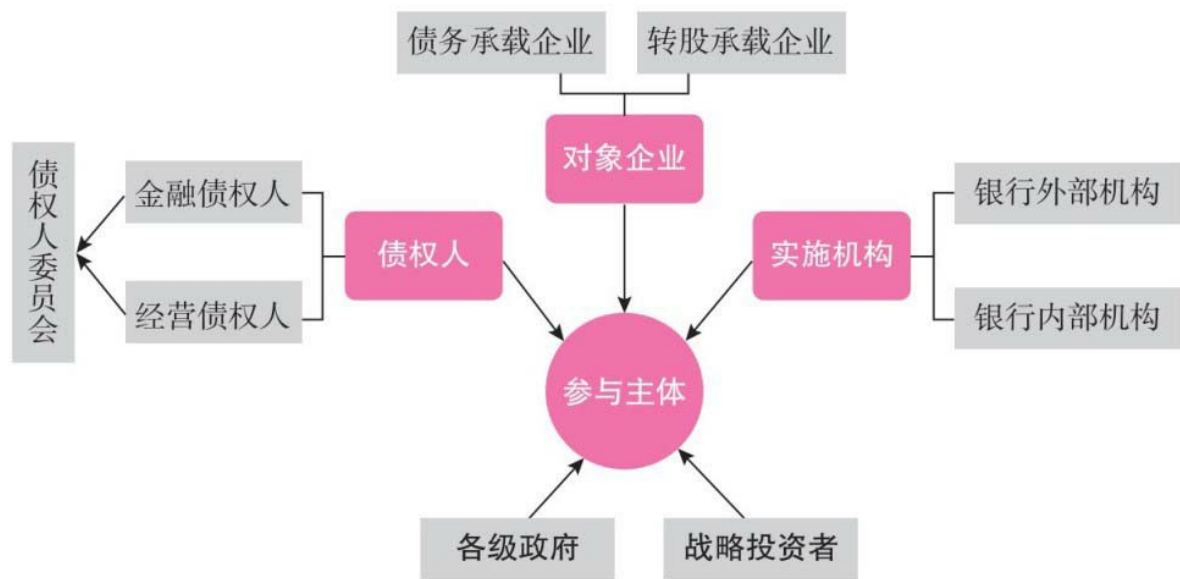 债务承载企业
转股承载企业
对象企业
债权人委员会
金融债权人
经营债权人
债权人
实施机构
银行外部机构
银行内部机构
参与主体
各级政府
战略投资者